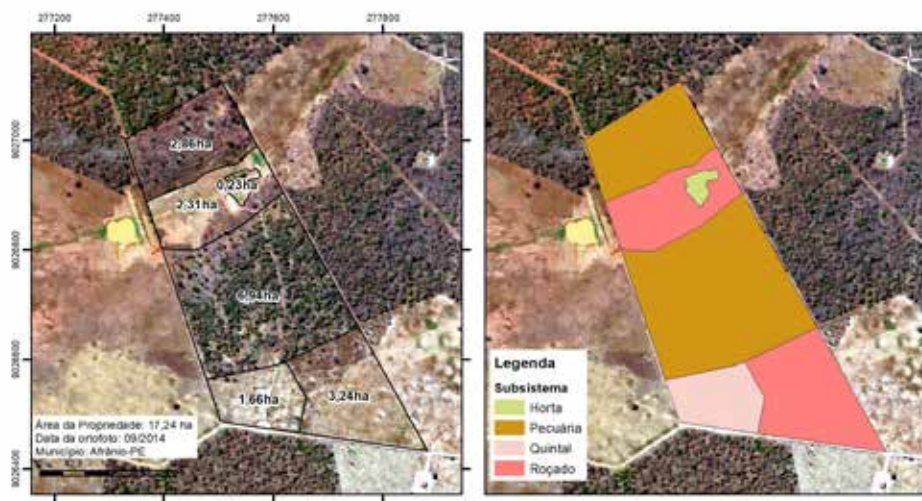 277200 277400 277600 277800
9027000
9026800
9026600
9026400
2,86ha
0,23ha
2,31ha
6,94ha
1,66ha
3,24ha
Área da Propriedade: 17,24 ha
Data da ortofoto: 09/2014
Município: Afrânio-PE
Legenda
Subsistema
Horta
Pecuária
Quintal
Roçado